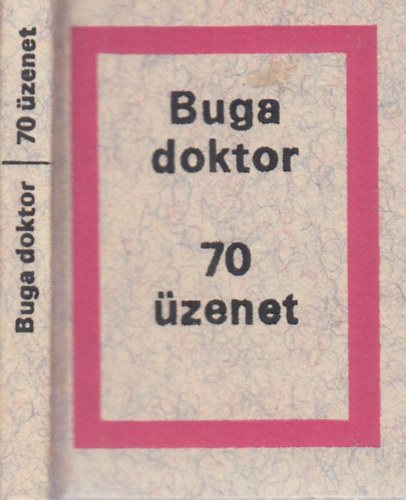 Buga doktor | 70 üzenet
Buga
doktor
70
üzenet